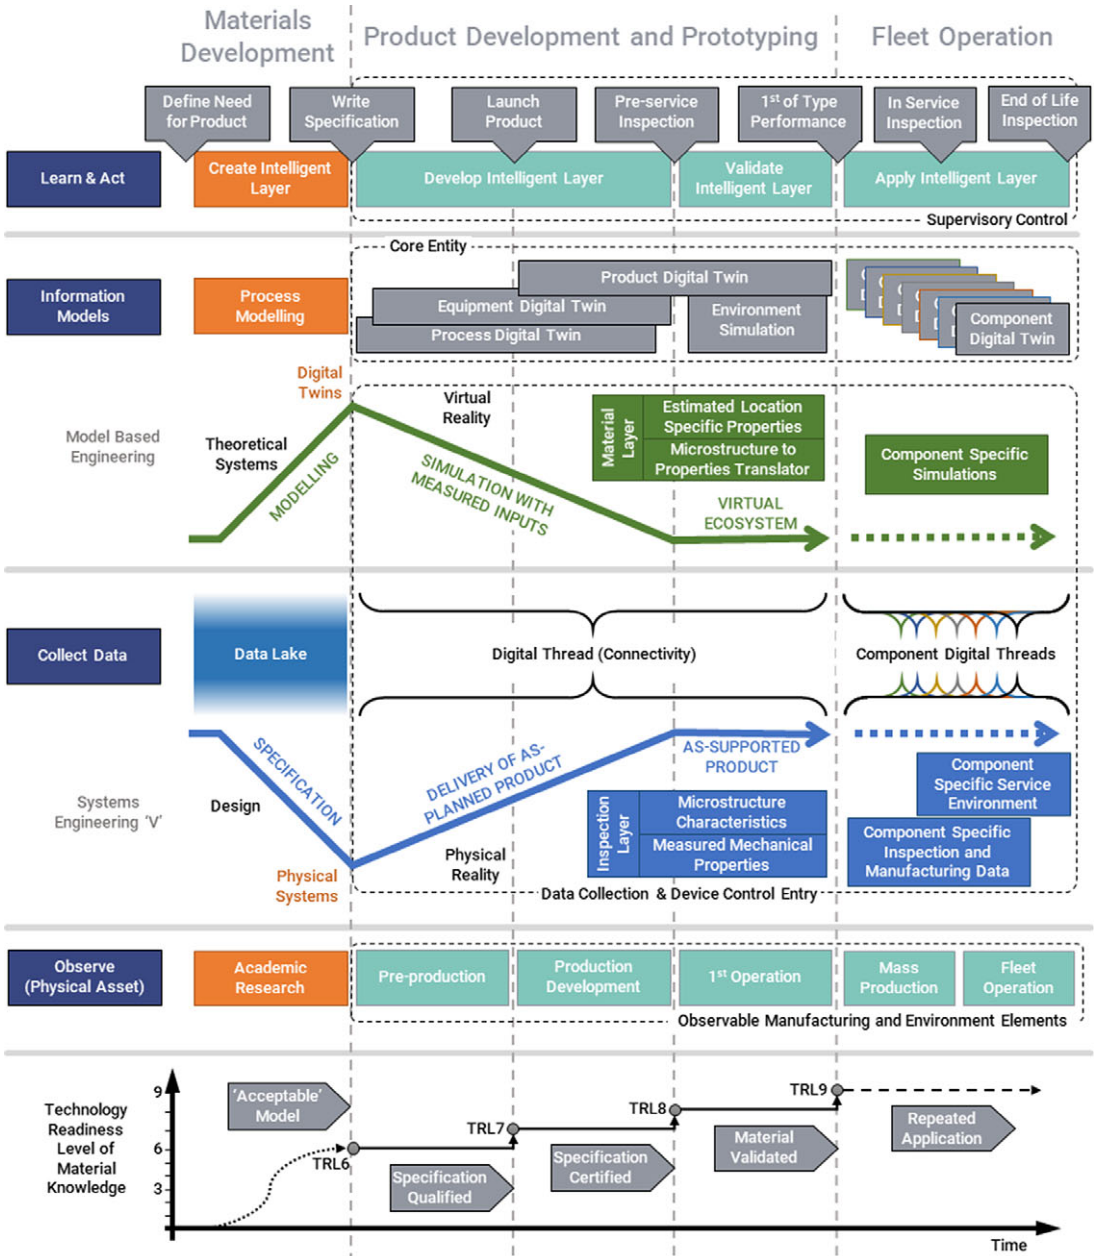 Materials
Development
Product Development and Prototyping
Fleet Operation
Define Need
for Product
Write
Specification
Launch
Product
Pre-service
Inspection
1st of Type
Performance
In Service
Inspection
End of Life
Inspection
Learn & Act
Create Intelligent
Layer
Develop Intelligent Layer
Validate
Intelligent Layer
Apply Intelligent Layer
Supervisory Control
Core Entity
Information
Models
Process
Modelling
Product Digital Twin
Equipment Digital Twin
Process Digital Twin
Environment
Simulation
Component
Digital Twin
Digital
Twins
Virtual
Reality
Model Based
Engineering
Theoretical
Systems
MODELLING
SIMULATION WITH
MEASURED INPUTS
Material
Layer
Estimated Location
Specific Properties
Microstructure to
Properties Translator
VIRTUAL
ECOSYSTEM
Component Specific
Simulations
Collect Data
Data Lake
Digital Thread (Connectivity)
Component Digital Threads
Systems
Engineering ‘V’
Design
SPECIFICATION
DELIVERY OF AS-
PLANNED PRODUCT
AS-SUPPORTED
PRODUCT
Physical
Systems
Physical
Reality
Inspection
Layer
Microstructure
Characteristics
Measured Mechanical
Properties
Component
Specific Service
Environment
Component Specific
Inspection and
Manufacturing Data
Data Collection & Device Control Entry
Observe
(Physical Asset)
Academic
Research
Pre-production
Production
Development
1st Operation
Mass
Production
Fleet
Operation
Observable Manufacturing and Environment Elements
Technology
Readiness
Level of
Material
Knowledge
9
6
3
‘Acceptable’
Model
TRL6
TRL7
TRL8
TRL9
Specification
Qualified
Specification
Certified
Material
Validated
Repeated
Application
Time